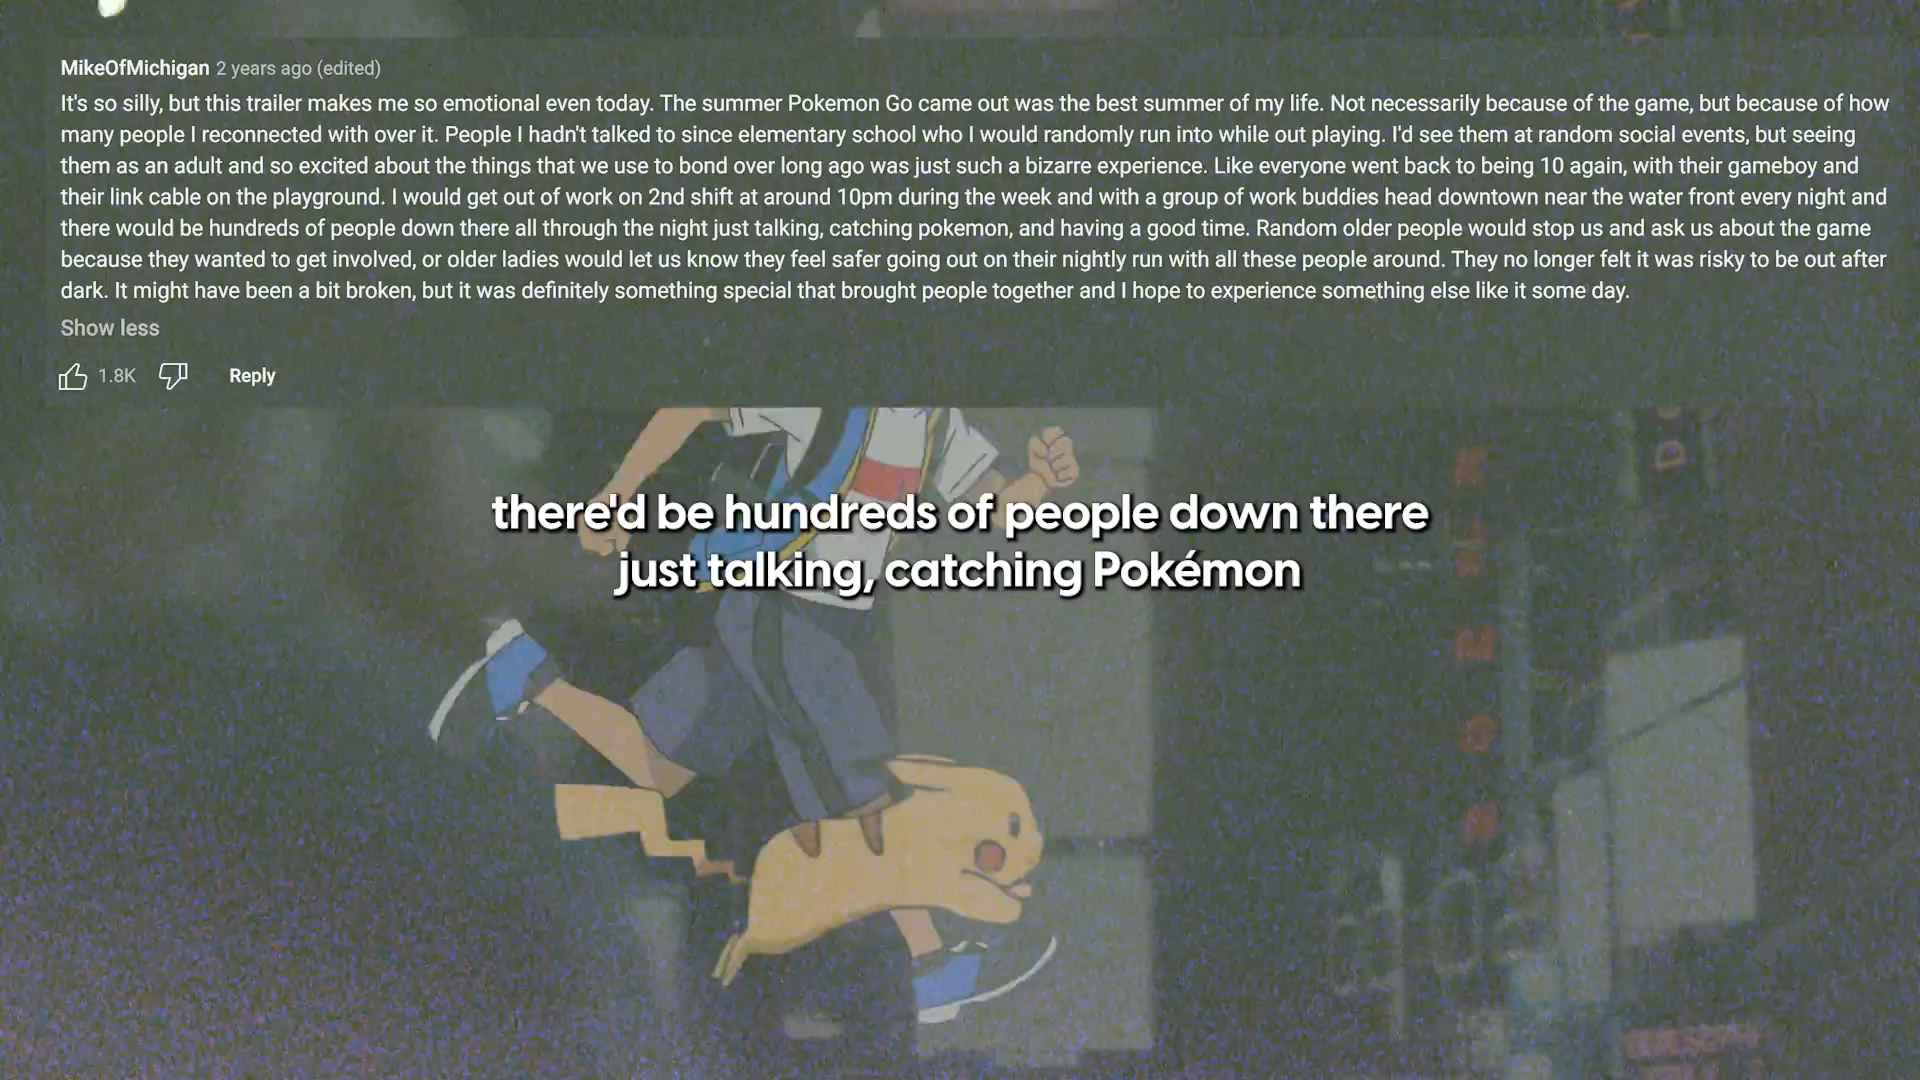 MikeOfMichigan 2 years ago (edited)
It's so silly, but this trailer makes me so emotional even today. The summer Pokemon Go came out was the best summer of my life. Not necessarily because of the game, but because of how
many people I reconnected with over it. People I hadn't talked to since elementary school who I would randomly run into while out playing. I'd see them at random social events, but seeing
them as an adult and so excited about the things that we use to bond over long ago was just such a bizarre experience. Like everyone went back to being 10 again, with their gameboy and
their link cable on the playground. I would get out of work on 2nd shift at around 10pm during the week and with a group of work buddies head downtown near the water front every night and
there would be hundreds of people down there all through the night just talking, catching pokemon, and having a good time. Random older people would stop us and ask us about the game
because they wanted to get involved, or older ladies would let us know they feel safer going out on their nightly run with all these people around. They no longer felt it was risky to be out after
dark. It might have been a bit broken, but it was definitely something special that brought people together and I hope to experience something else like it some day.
Show less
1.8K Reply
there'd be hundreds of people down there
just talking, catching Pokémon